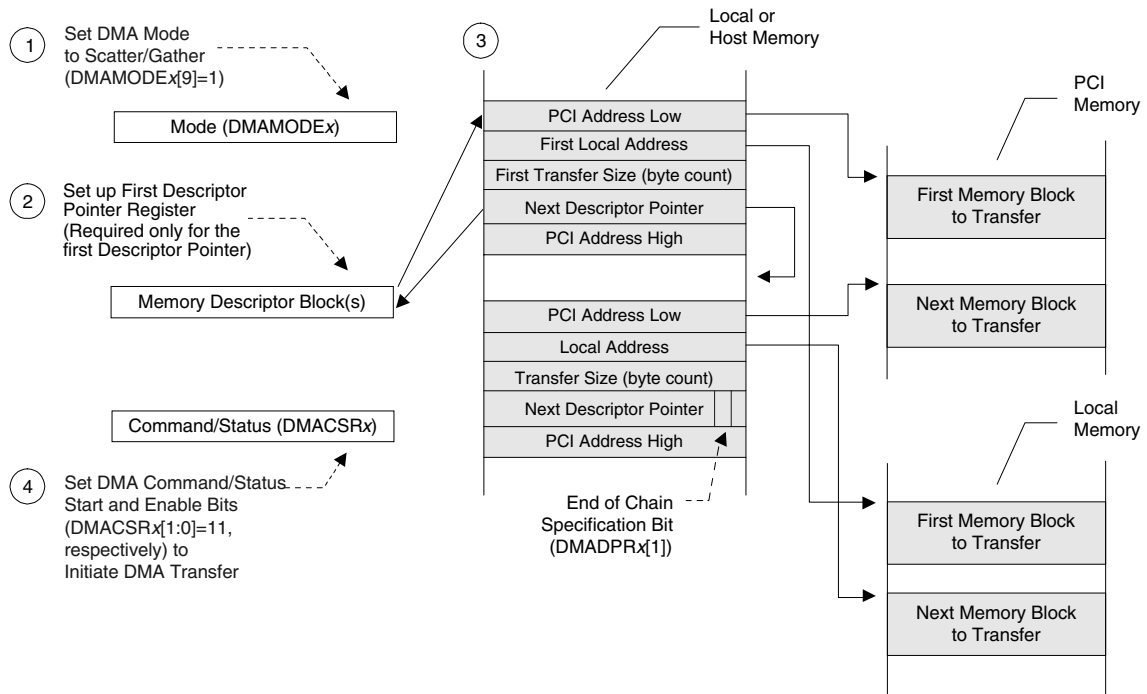 1
Set DMA Mode
to Scatter/Gather
(DMAMODEx[9]=1)
Mode (DMAMODEx)
2
Set up First Descriptor
Pointer Register
(Required only for the
first Descriptor Pointer)
Memory Descriptor Block(s)
Command/Status (DMACSRx)
4
Set DMA Command/Status
Start and Enable Bits
(DMACSRx[1:0]=11,
respectively) to
Initiate DMA Transfer
3
Local or
Host Memory
PCI Address Low
First Local Address
First Transfer Size (byte count)
Next Descriptor Pointer
PCI Address High
PCI Address Low
Local Address
Transfer Size (byte count)
Next Descriptor Pointer
PCI Address High
End of Chain
Specification Bit
(DMADPRx[1])
PCI
Memory
First Memory Block
to Transfer
Next Memory Block
to Transfer
Local
Memory
First Memory Block
to Transfer
Next Memory Block
to Transfer